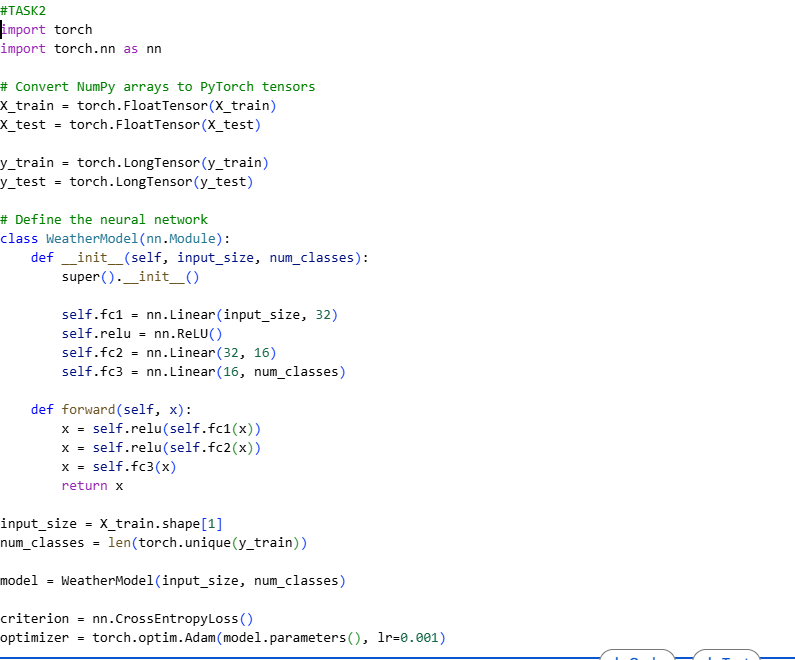 #TASK2
import torch
import torch.nn as nn

# Convert NumPy arrays to PyTorch tensors
X_train = torch.FloatTensor(X_train)
X_test = torch.FloatTensor(X_test)

y_train = torch.LongTensor(y_train)
y_test = torch.LongTensor(y_test)

# Define the neural network
class WeatherModel(nn.Module):
    def __init__(self, input_size, num_classes):
        super().__init__()

        self.fc1 = nn.Linear(input_size, 32)
        self.relu = nn.ReLU()
        self.fc2 = nn.Linear(32, 16)
        self.fc3 = nn.Linear(16, num_classes)

    def forward(self, x):
        x = self.relu(self.fc1(x))
        x = self.relu(self.fc2(x))
        x = self.fc3(x)
        return x

input_size = X_train.shape[1]
num_classes = len(torch.unique(y_train))

model = WeatherModel(input_size, num_classes)

criterion = nn.CrossEntropyLoss()
optimizer = torch.optim.Adam(model.parameters(), lr=0.001)